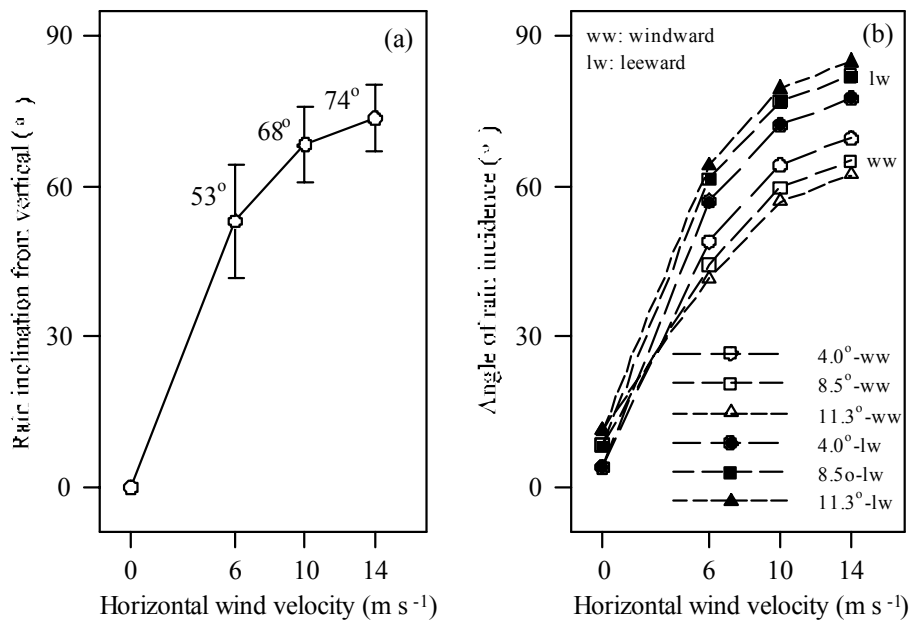 (a)
90
60
30
0
Rain inclination from vertical (°)
53°
68°
74°
0 6 10 14
Horizontal wind velocity (m s⁻¹)
(b)
ww: windward
lw: leeward
90
60
30
0
Angle of rain incidence (°)
lw
ww
4.0°-ww
8.5°-ww
11.3°-ww
4.0°-lw
8.5o-lw
11.3°-lw
0 6 10 14
Horizontal wind velocity (m s⁻¹)